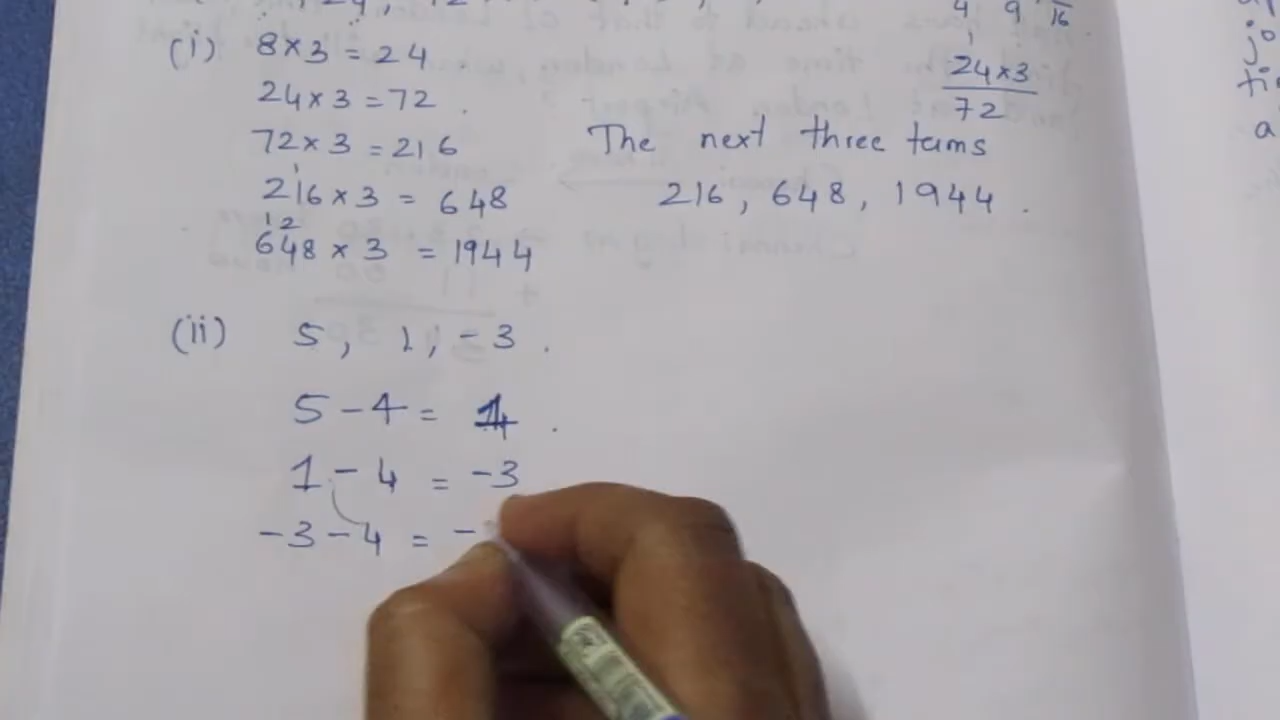 (i) 8×3 = 24
24×3 = 72
72×3 = 216
216×3 = 648
648×3 = 1944
4 9 16
24×3
72
The next three terms
216, 648, 1944.
(ii) 5, 1, -3.
5-4 = 1
1-4 = -3
-3-4 = -
jo
a